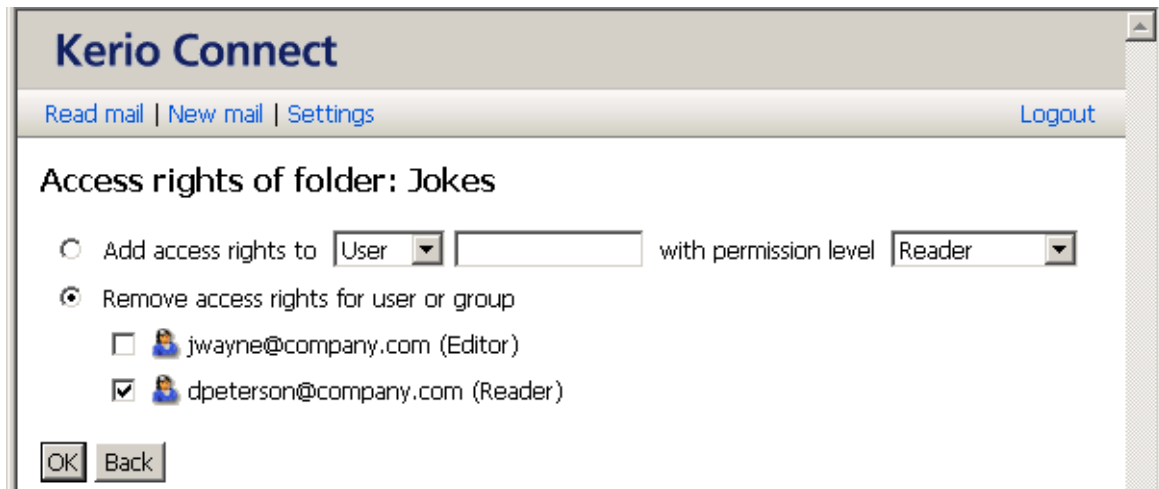 Kerio Connect
Read mail | New mail | Settings Logout
Access rights of folder: Jokes
Add access rights to User with permission level Reader
Remove access rights for user or group
jwayne@company.com (Editor)
dpeterson@company.com (Reader)
OK Back